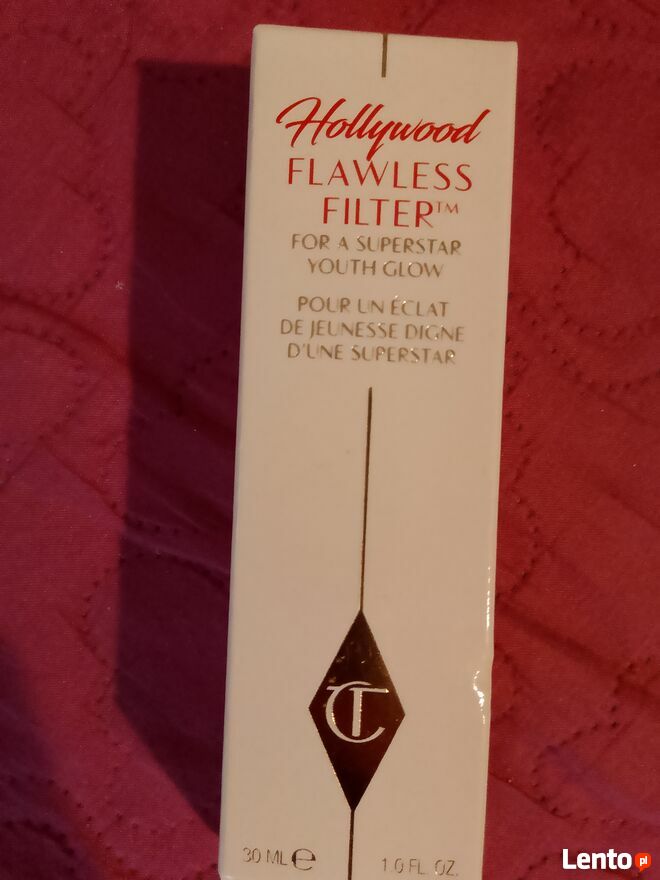 Hollywood
FLAWLESS
FILTER™
FOR A SUPERSTAR
YOUTH GLOW
POUR UN ÉCLAT
DE JEUNESSE DIGNE
D'UNE SUPERSTAR
CT
30 ML ℮ 1.0 FL. OZ.
Lento.pl